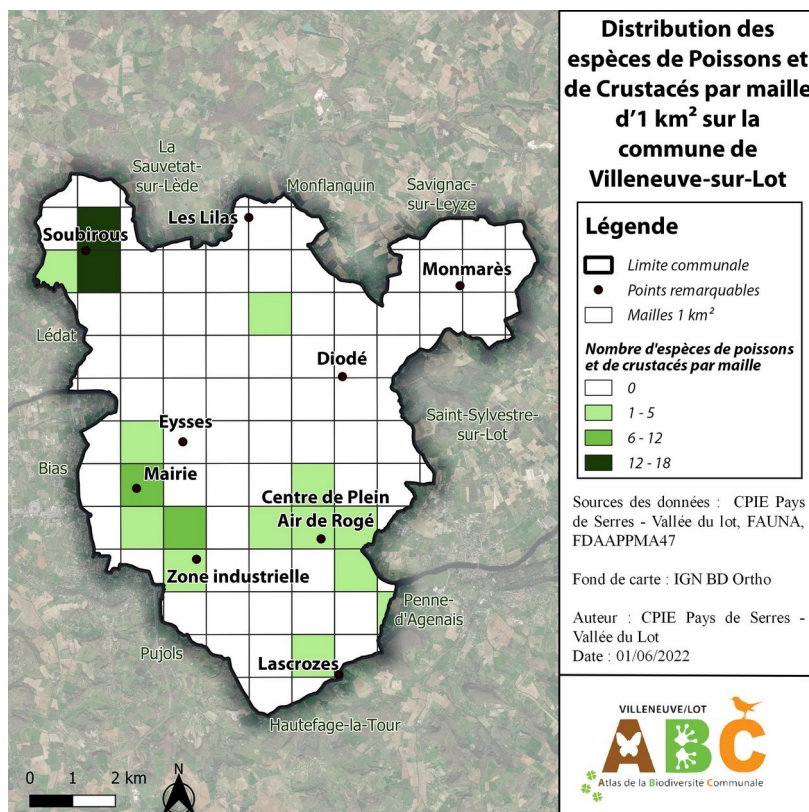 Distribution des
espèces de Poissons et
de Crustacés par maille
d'1 km² sur la
commune de
Villeneuve-sur-Lot
Légende
Limite communale
Points remarquables
Mailles 1 km²
Nombre d'espèces de poissons
et de crustacés par maille
0
1 - 5
6 - 12
12 - 18
Sources des données : CPIE Pays
de Serres - Vallée du lot, FAUNA,
FDAAPPMA47
Fond de carte : IGN BD Ortho
Auteur : CPIE Pays de Serres -
Vallée du Lot
Date : 01/06/2022
VILLENEUVE/LOT
ABC
Atlas de la Biodiversité Communale
La
Sauvetat-
sur-Lède
Monflanquin
Savignac-
sur-Leyze
Les Lilas
Soubirous
Monmarès
Lédat
Diodé
Saint-Sylvestre-
sur-Lot
Eysses
Bias
Mairie
Centre de Plein
Air de Rogé
Zone industrielle
Penne-
d'Agenais
Pujols
Lascrozes
Hautefage-la-Tour
0 1 2 km
N